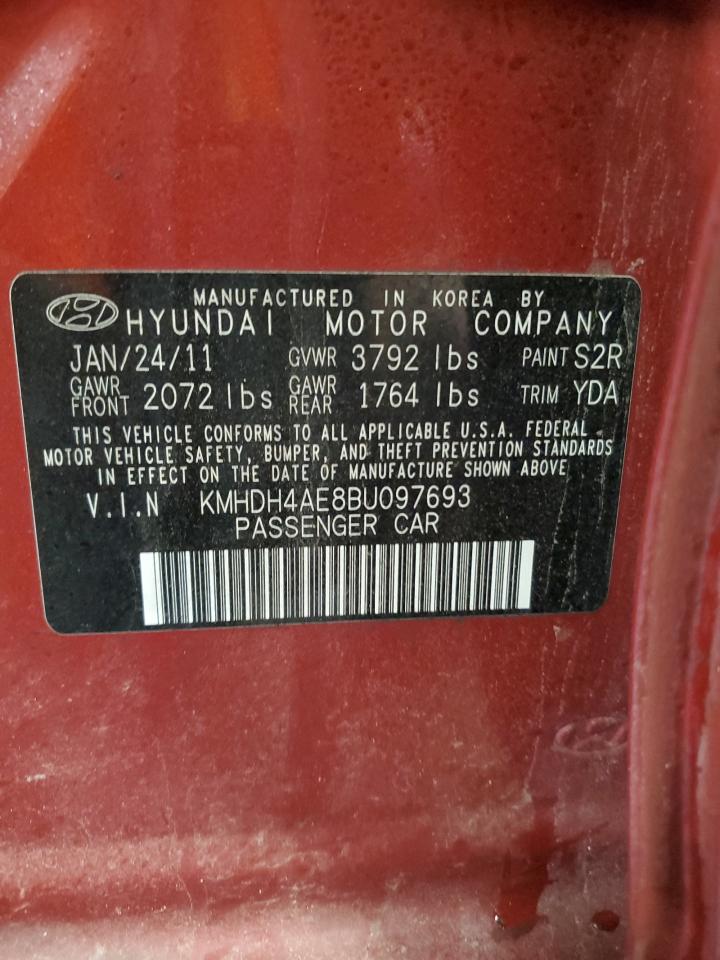 MANUFACTURED IN KOREA BY
HYUNDAI MOTOR COMPANY
JAN/24/11 GVWR 3792 lbs PAINT S2R
GAWR FRONT 2072 lbs GAWR REAR 1764 lbs TRIM YDA
THIS VEHICLE CONFORMS TO ALL APPLICABLE U.S.A. FEDERAL
MOTOR VEHICLE SAFETY, BUMPER, AND THEFT PREVENTION STANDARDS
IN EFFECT ON THE DATE OF MANUFACTURE SHOWN ABOVE
V.I.N KMHDH4AE8BU097693
PASSENGER CAR